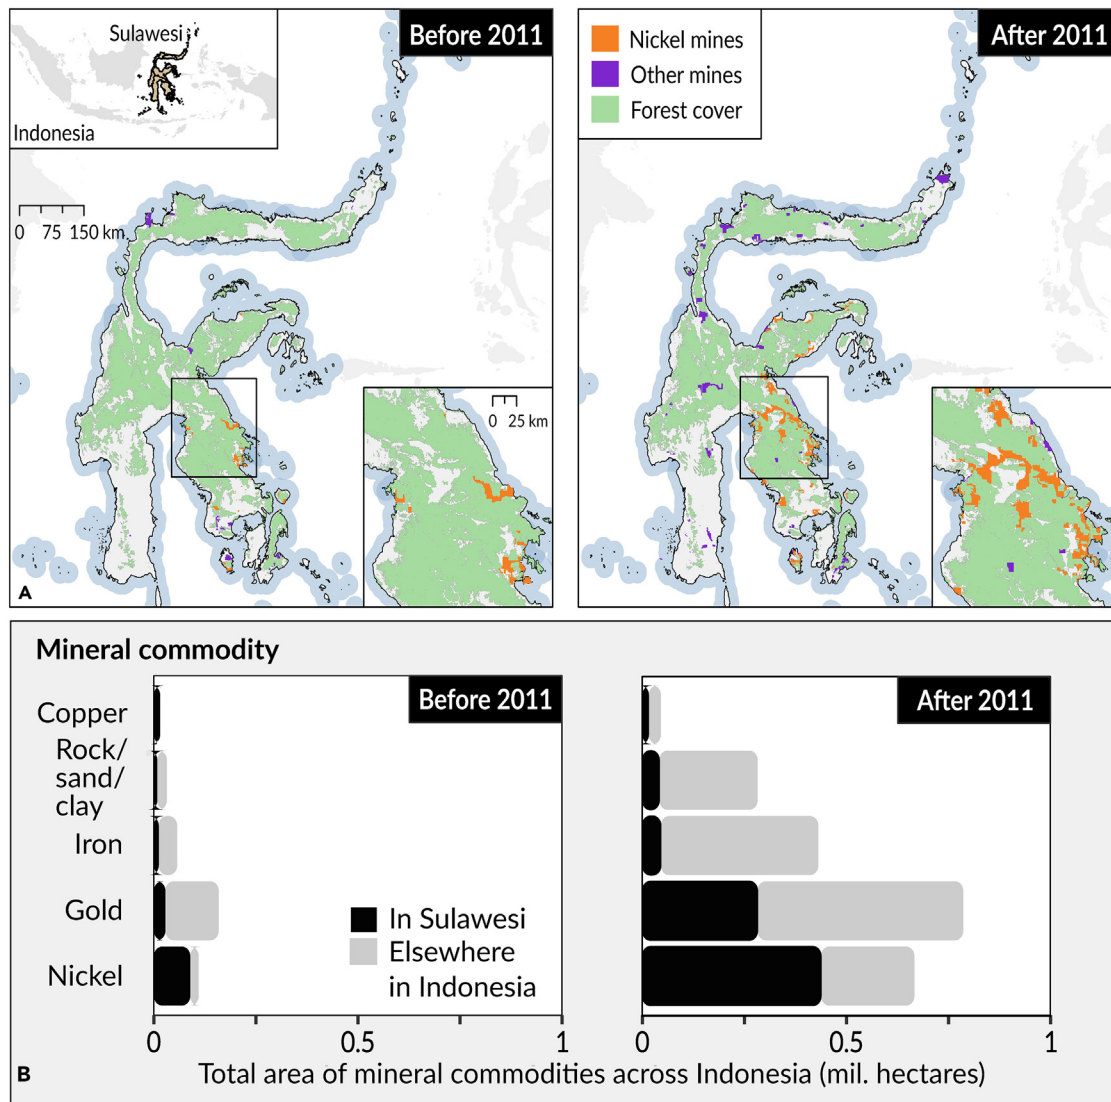 Sulawesi
Indonesia
Before 2011
0 75 150 km
0 25 km
A
Nickel mines
Other mines
Forest cover
After 2011
Mineral commodity
Before 2011
After 2011
Copper
Rock/
sand/
clay
Iron
Gold
Nickel
In Sulawesi
Elsewhere
in Indonesia
0 0.5 1
0 0.5 1
B
Total area of mineral commodities across Indonesia (mil. hectares)